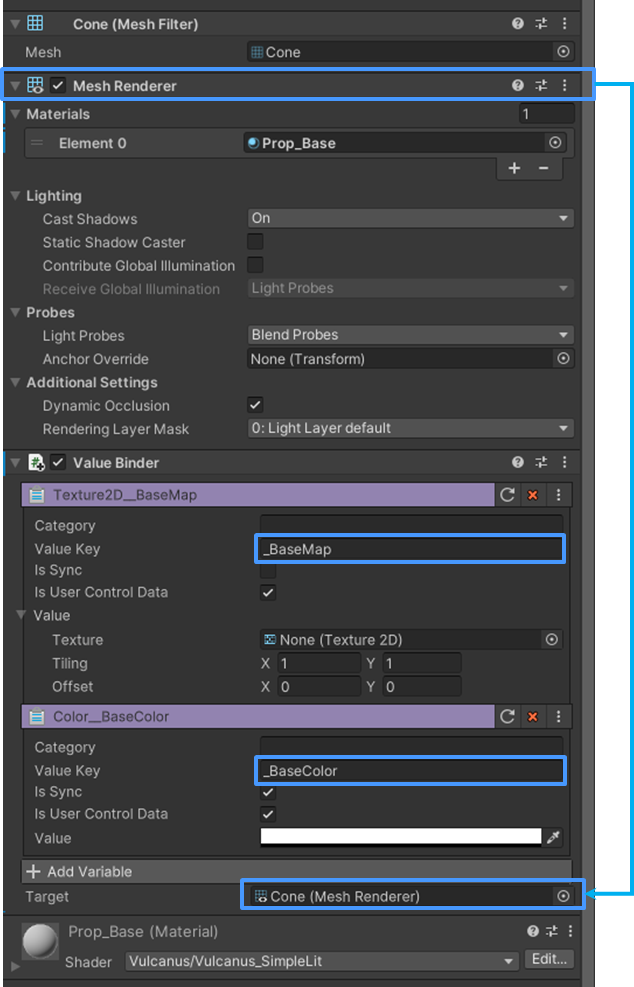 Cone (Mesh Filter)
Mesh Cone
Mesh Renderer
Materials 1
Element 0 Prop_Base
+ −
Lighting
Cast Shadows On
Static Shadow Caster
Contribute Global Illumination
Receive Global Illumination Light Probes
Probes
Light Probes Blend Probes
Anchor Override None (Transform)
Additional Settings
Dynamic Occlusion
Rendering Layer Mask 0: Light Layer default
Value Binder
Texture2D__BaseMap
Category
Value Key _BaseMap
Is Sync
Is User Control Data
Value
Texture None (Texture 2D)
Tiling X 1 Y 1
Offset X 0 Y 0
Color__BaseColor
Category
Value Key _BaseColor
Is Sync
Is User Control Data
Value
+ Add Variable
Target Cone (Mesh Renderer)
Prop_Base (Material)
Shader Vulcanus/Vulcanus_SimpleLit Edit...